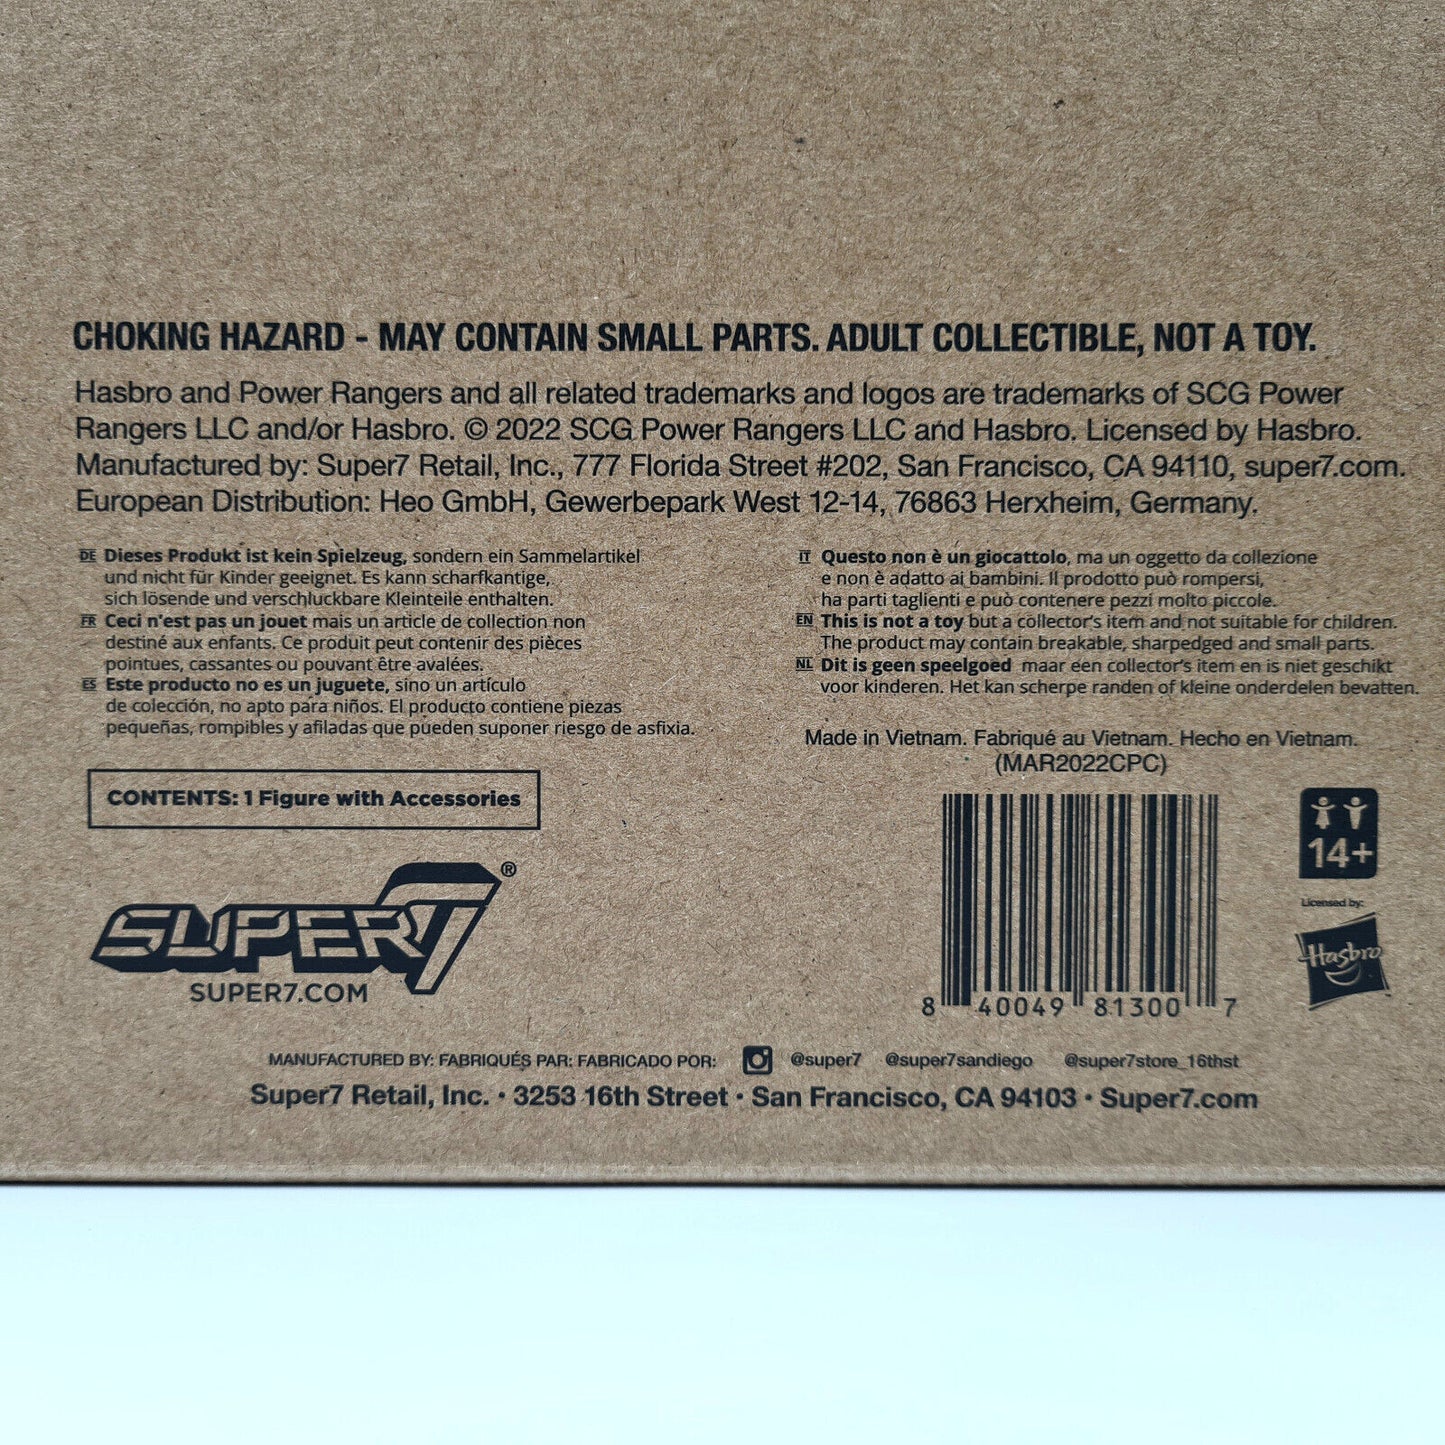 CHOKING HAZARD - MAY CONTAIN SMALL PARTS. ADULT COLLECTIBLE, NOT A TOY.
Hasbro and Power Rangers and all related trademarks and logos are trademarks of SCG Power
Rangers LLC and/or Hasbro. © 2022 SCG Power Rangers LLC and Hasbro. Licensed by Hasbro.
Manufactured by: Super7 Retail, Inc., 777 Florida Street #202, San Francisco, CA 94110, super7.com.
European Distribution: Heo GmbH, Gewerbepark West 12-14, 76863 Herxheim, Germany.
DE Dieses Produkt ist kein Spielzeug, sondern ein Sammelartikel
und nicht für Kinder geeignet. Es kann scharfkantige,
sich lösende und verschluckbare Kleinteile enthalten.
FR Ceci n'est pas un jouet mais un article de collection non
destiné aux enfants. Ce produit peut contenir des pièces
pointues, cassantes ou pouvant être avalées.
ES Este producto no es un juguete, sino un artículo
de colección, no apto para niños. El producto contiene piezas
pequeñas, rompibles y afiladas que pueden suponer riesgo de asfixia.
IT Questo non è un giocattolo, ma un oggetto da collezione
e non è adatto ai bambini. Il prodotto può rompersi,
ha parti taglienti e può contenere pezzi molto piccole.
EN This is not a toy but a collector's item and not suitable for children.
The product may contain breakable, sharpedged and small parts.
NL Dit is geen speelgoed maar een collector's item en is niet geschikt
voor kinderen. Het kan scherpe randen of kleine onderdelen bevatten.
Made in Vietnam. Fabriqué au Vietnam. Hecho en Vietnam.
(MAR2022CPC)
CONTENTS: 1 Figure with Accessories
SUPER7®
SUPER7.COM
8 40049 81300 7
14+
Licensed by:
Hasbro
MANUFACTURED BY: FABRIQUÉS PAR: FABRICADO POR: @super7 @super7sandiego @super7store_16thst
Super7 Retail, Inc. • 3253 16th Street • San Francisco, CA 94103 • Super7.com